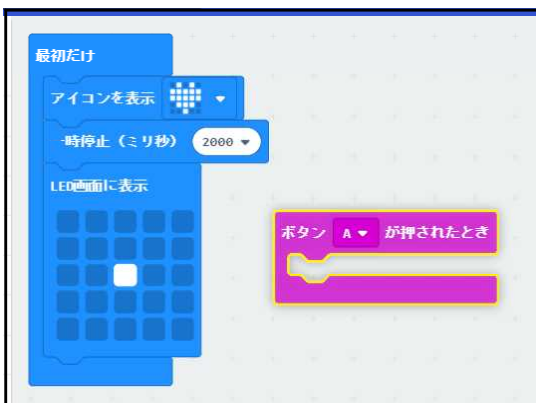 最初だけ
アイコンを表示
一時停止（ミリ秒） 2000
LED画面に表示
ボタン A が押されたとき